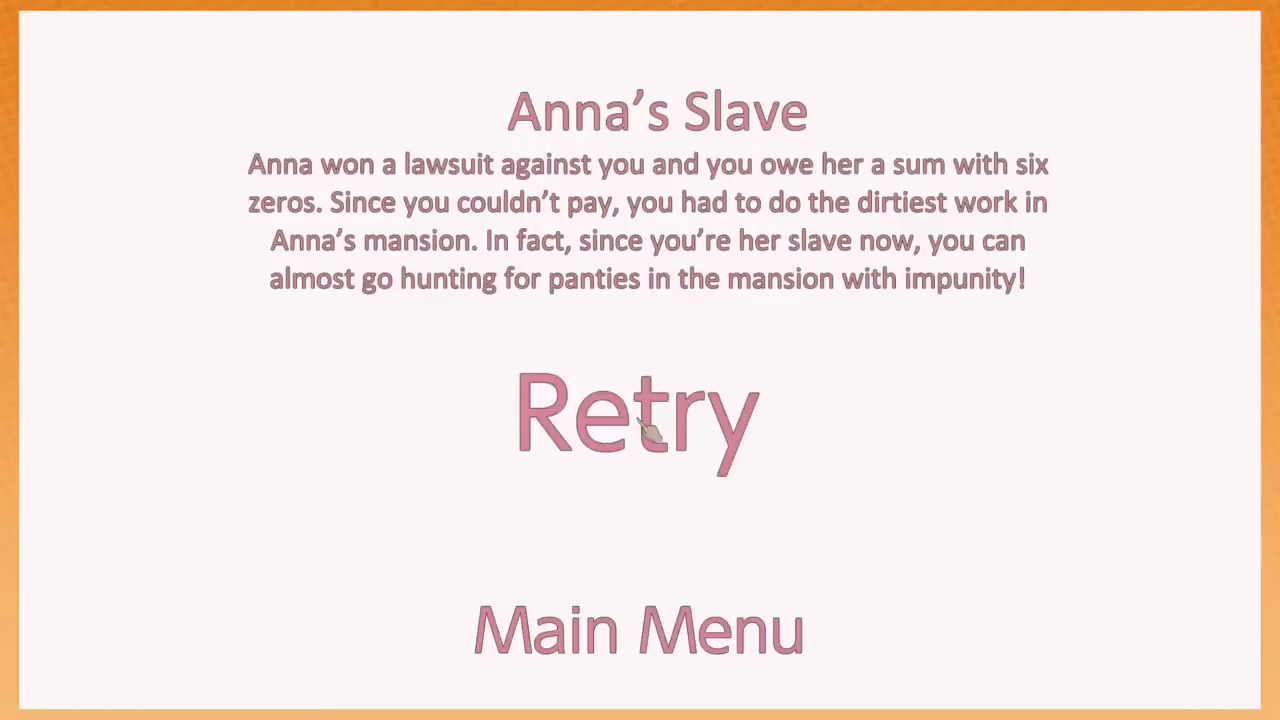 Anna’s Slave
Anna won a lawsuit against you and you owe her a sum with six
zeros. Since you couldn’t pay, you had to do the dirtiest work in
Anna’s mansion. In fact, since you’re her slave now, you can
almost go hunting for panties in the mansion with impunity!
Retry
Main Menu